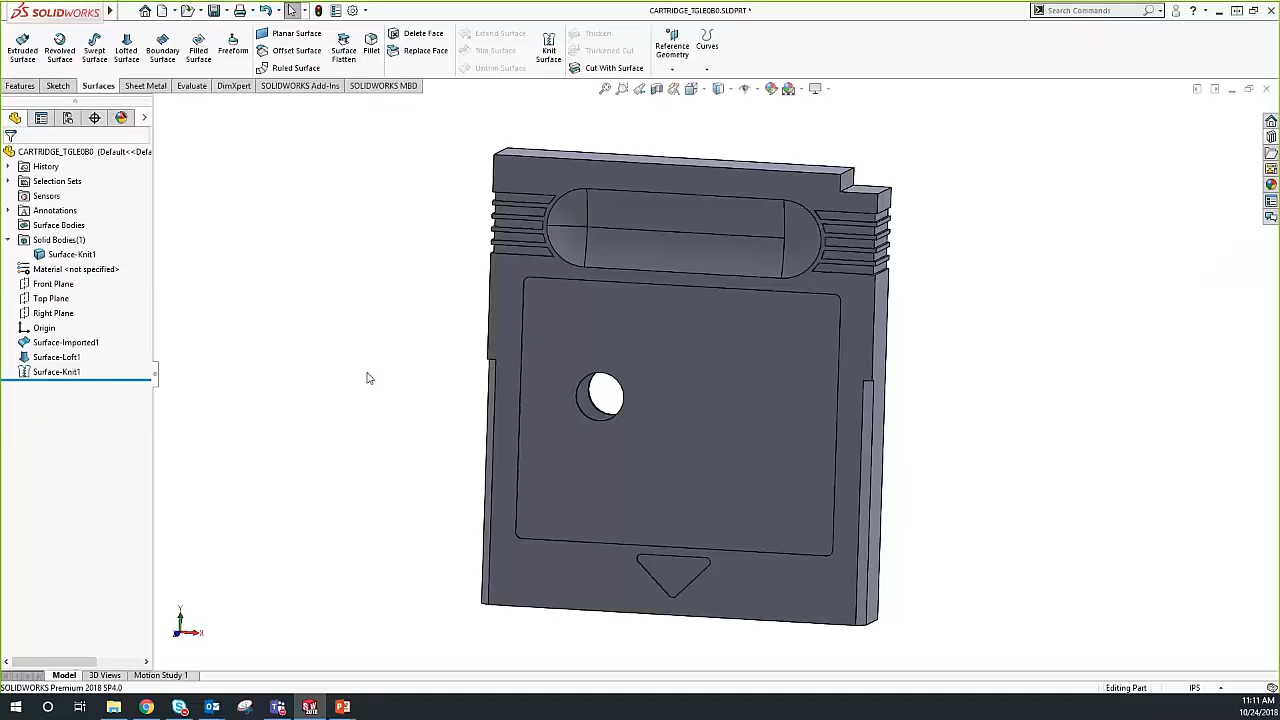 SOLIDWORKS
CARTRIDGE_TGLE0B0.SLDPRT *
Search Commands
Extruded Surface
Revolved Surface
Swept Surface
Lofted Surface
Boundary Surface
Filled Surface
Freeform
Planar Surface
Offset Surface
Ruled Surface
Surface Flatten
Fillet
Delete Face
Replace Face
Extend Surface
Trim Surface
Untrim Surface
Knit Surface
Thicken
Thickened Cut
Cut With Surface
Reference Geometry
Curves
Features
Sketch
Surfaces
Sheet Metal
Evaluate
DimXpert
SOLIDWORKS Add-Ins
SOLIDWORKS MBD
CARTRIDGE_TGLE0B0 (Default<<Defa
History
Selection Sets
Sensors
Annotations
Surface Bodies
Solid Bodies(1)
Surface-Knit1
Material <not specified>
Front Plane
Top Plane
Right Plane
Origin
Surface-Imported1
Surface-Loft1
Surface-Knit1
Y
X
Model
3D Views
Motion Study 1
SOLIDWORKS Premium 2018 SP4.0
Editing Part
IPS
11:11 AM
10/24/2018